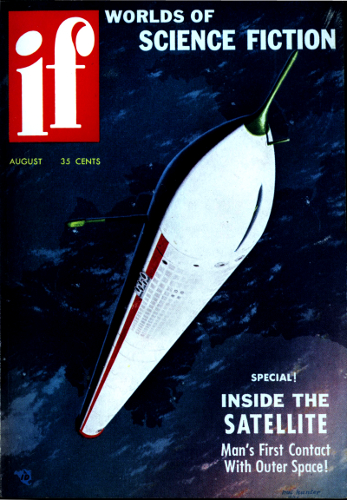 if
WORLDS OF
SCIENCE FICTION
AUGUST 35 CENTS
SPECIAL!
INSIDE THE
SATELLITE
Man's First Contact
With Outer Space!